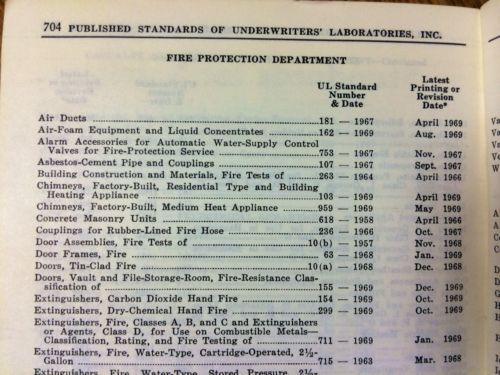 704 PUBLISHED STANDARDS OF UNDERWRITERS' LABORATORIES, INC.
FIRE PROTECTION DEPARTMENT
UL Standard Number & Date
Latest Printing or Revision Date*
Air Ducts 181 — 1967 April 1969
Air-Foam Equipment and Liquid Concentrates 162 — 1969 Aug. 1969
Alarm Accessories for Automatic Water-Supply Control
Valves for Fire-Protection Service 753 — 1967 Nov. 1967
Asbestos-Cement Pipe and Couplings 107 — 1967 Sept. 1967
Building Construction and Materials, Fire Tests of 263 — 1964 April 1966
Chimneys, Factory-Built, Residential Type and Building
Heating Appliance 103 — 1969 April 1969
Chimneys, Factory-Built, Medium Heat Appliance 959 — 1969 May 1969
Concrete Masonry Units 618 — 1958 April 1966
Couplings for Rubber-Lined Fire Hose 236 — 1966 Oct. 1967
Door Assemblies, Fire Tests of 10(b) — 1957 Nov. 1968
Door Frames, Fire 63 — 1968 Jan. 1969
Doors, Tin-Clad Fire 10(a) — 1968 Dec. 1968
Doors, Vault and File-Storage-Room, Fire-Resistance Clas-
sification of 155 — 1969 Dec. 1969
Extinguishers, Carbon Dioxide Hand Fire 154 — 1969 Oct. 1969
Extinguishers, Dry-Chemical Hand Fire 299 — 1969 Oct. 1969
Extinguishers, Fire, Classes A, B, and C and Extinguishers
or Agents, Class D, for Use on Combustible Metals—
Classification, Rating, and Fire Testing of 711 — 1969 Jan. 1969
Extinguishers, Fire, Water-Type, Cartridge-Operated, 2½-
Gallon 715 — 1963 Mar. 1968
Extinguishers, Fire, Water-Type, Stored Pressure, 2½-